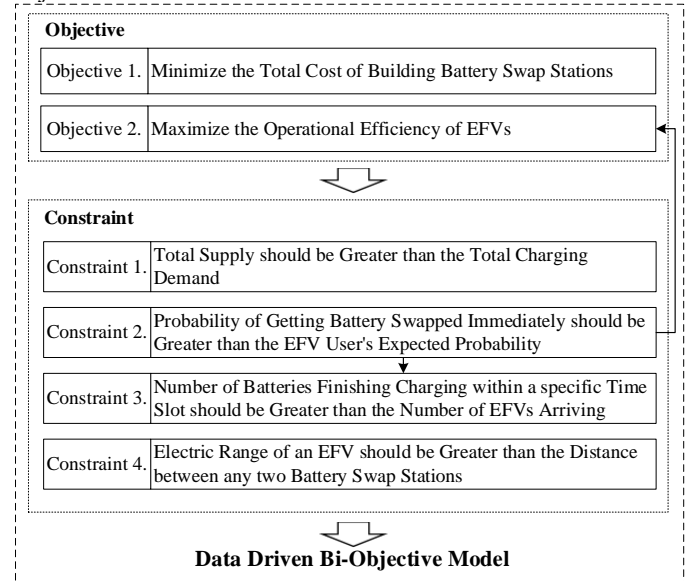 Objective
Objective 1. Minimize the Total Cost of Building Battery Swap Stations
Objective 2. Maximize the Operational Efficiency of EFVs
Constraint
Constraint 1. Total Supply should be Greater than the Total Charging
Demand
Constraint 2. Probability of Getting Battery Swapped Immediately should be
Greater than the EFV User's Expected Probability
Constraint 3. Number of Batteries Finishing Charging within a specific Time
Slot should be Greater than the Number of EFVs Arriving
Constraint 4. Electric Range of an EFV should be Greater than the Distance
between any two Battery Swap Stations
Data Driven Bi-Objective Model